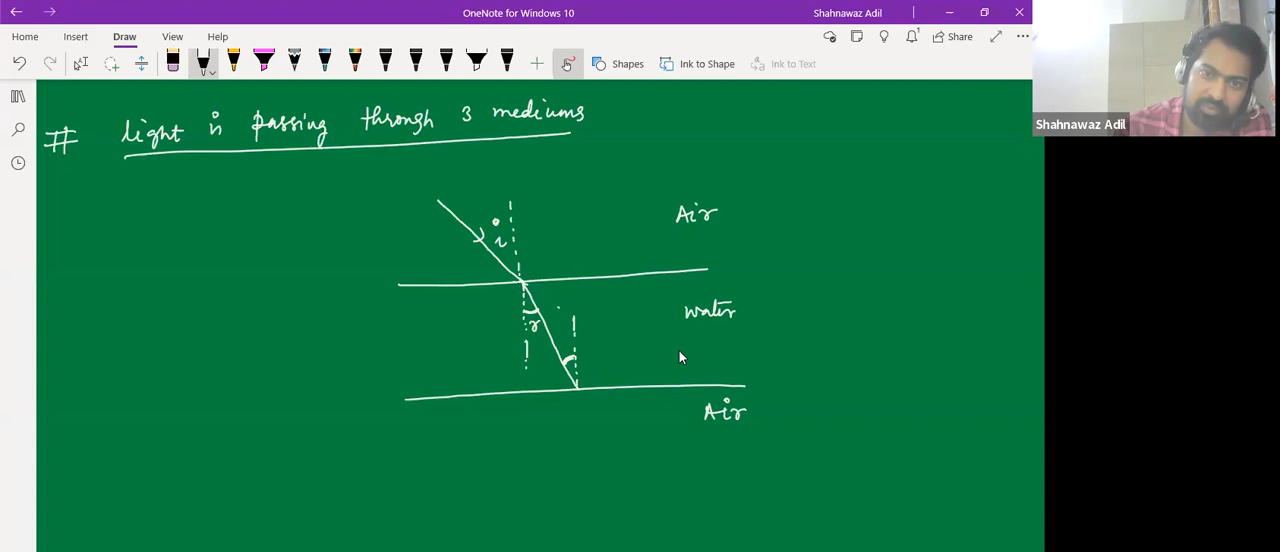 OneNote for Windows 10
Shahnawaz Adil
Home Insert Draw View Help
Share
Shapes Ink to Shape Ink to Text
Shahnawaz Adil
# light is passing through 3 mediums
i
Air
r
water
Air